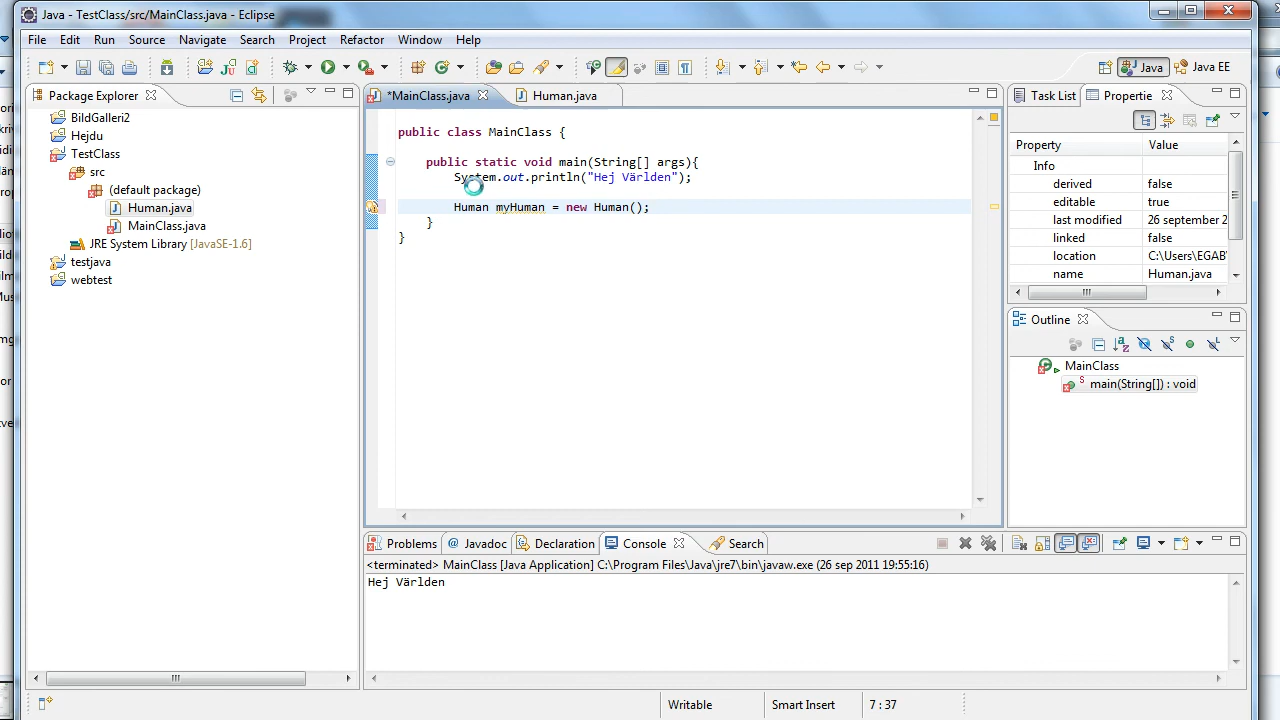 Java - TestClass/src/MainClass.java - Eclipse
File Edit Run Source Navigate Search Project Refactor Window Help
Java Java EE
Package Explorer
*MainClass.java Human.java
Task List Propertie
BildGalleri2
Hejdu
TestClass
src
(default package)
Human.java
MainClass.java
JRE System Library [JavaSE-1.6]
testjava
webtest
public class MainClass {
public static void main(String[] args){
System.out.println("Hej Världen");
Human myHuman = new Human();
}
}
Property Value
Info
derived false
editable true
last modified 26 september 2
linked false
location C:\Users\EGAB
name Human.java
Outline
MainClass
main(String[]) : void
Problems @ Javadoc Declaration Console Search
<terminated> MainClass [Java Application] C:\Program Files\Java\jre7\bin\javaw.exe (26 sep 2011 19:55:16)
Hej Världen
Writable Smart Insert 7 : 37